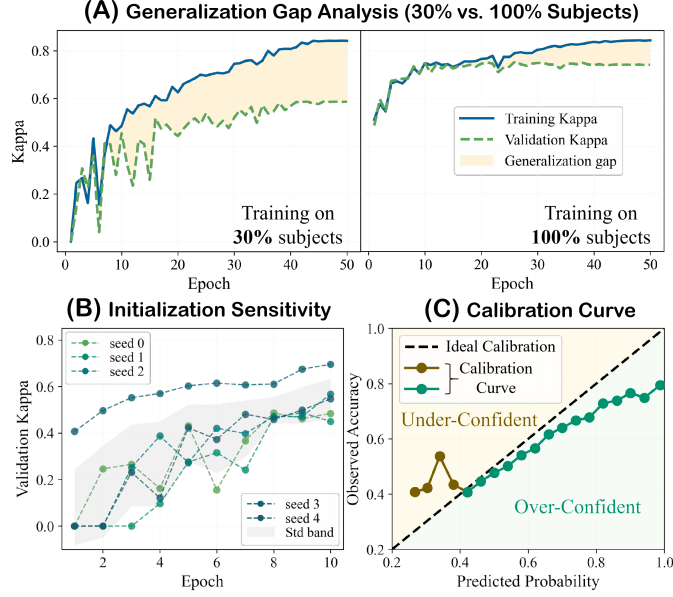 (A) Generalization Gap Analysis (30% vs. 100% Subjects)
Kappa
0.8
0.6
0.4
0.2
0.0
Training on
30% subjects
0 10 20 30 40 50
Epoch
Training Kappa
Validation Kappa
Generalization gap
Training on
100% subjects
0 10 20 30 40 50
Epoch
(B) Initialization Sensitivity
Validation Kappa
0.8
0.6
0.4
0.2
0.0
seed 0
seed 1
seed 2
seed 3
seed 4
Std band
2 4 6 8 10
Epoch
(C) Calibration Curve
Observed Accuracy
1.0
0.8
0.6
0.4
0.2
Ideal Calibration
Calibration
Curve
Under-Confident
Over-Confident
0.2 0.4 0.6 0.8 1.0
Predicted Probability